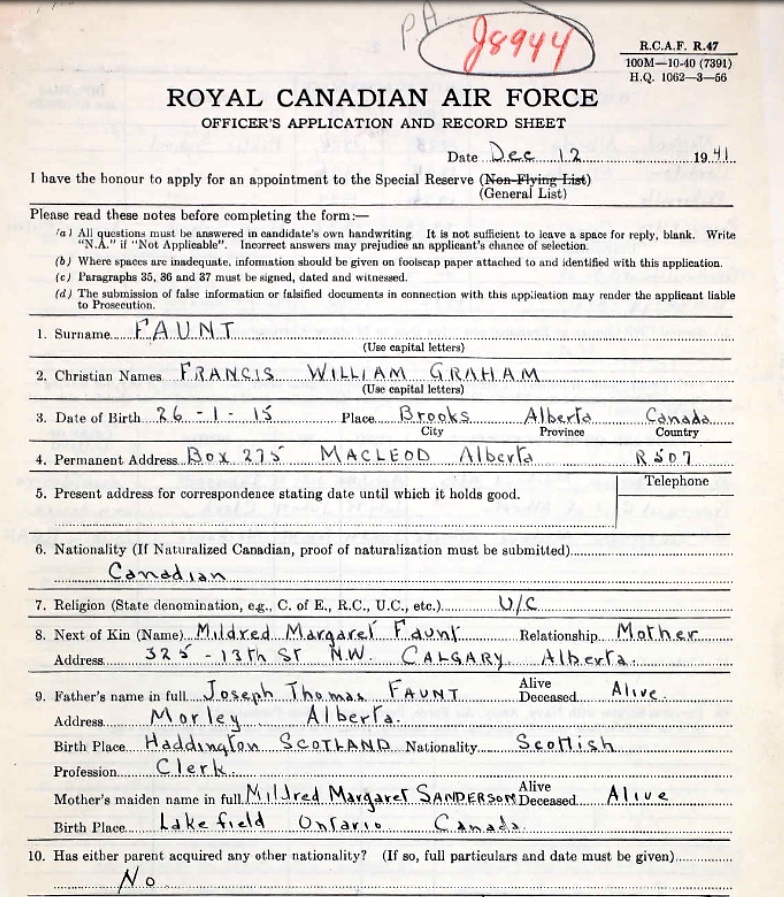 PA J8944
R.C.A.F. R.47
100M—10-40 (7391)
H.Q. 1062—3—56
ROYAL CANADIAN AIR FORCE
OFFICER'S APPLICATION AND RECORD SHEET
Date Dec 12 1941
I have the honour to apply for an appointment to the Special Reserve (Non-Flying List)
(General List)
Please read these notes before completing the form:—
(a) All questions must be answered in candidate's own handwriting. It is not sufficient to leave a space for reply, blank. Write
"N.A." if "Not Applicable". Incorrect answers may prejudice an applicant's chance of selection.
(b) Where spaces are inadequate, information should be given on foolscap paper attached to and identified with this application.
(c) Paragraphs 35, 36 and 37 must be signed, dated and witnessed.
(d) The submission of false information or falsified documents in connection with this application may render the applicant liable
to Prosecution.
1. Surname FAUNT
(Use capital letters)
2. Christian Names FRANCIS WILLIAM GRAHAM
(Use capital letters)
3. Date of Birth 26-1-15 Place Brooks Alberta Canada
City Province Country
4. Permanent Address Box 275 MACLEOD Alberta R507
Telephone
5. Present address for correspondence stating date until which it holds good.
6. Nationality (If Naturalized Canadian, proof of naturalization must be submitted)
Canadian
7. Religion (State denomination, e.g., C. of E., R.C., U.C., etc.) U/C
8. Next of Kin (Name) Mildred Margaret Faunt Relationship Mother
Address 325-13th St N.W. CALGARY Alberta.
9. Father's name in full Joseph Thomas FAUNT Alive Deceased Alive.
Address Morley Alberta.
Birth Place Haddington SCOTLAND Nationality Scottish
Profession Clerk.
Mother's maiden name in full Mildred Margaret SANDERSON Alive Deceased Alive
Birth Place Lakefield Ontario Canada.
10. Has either parent acquired any other nationality? (If so, full particulars and date must be given)
No